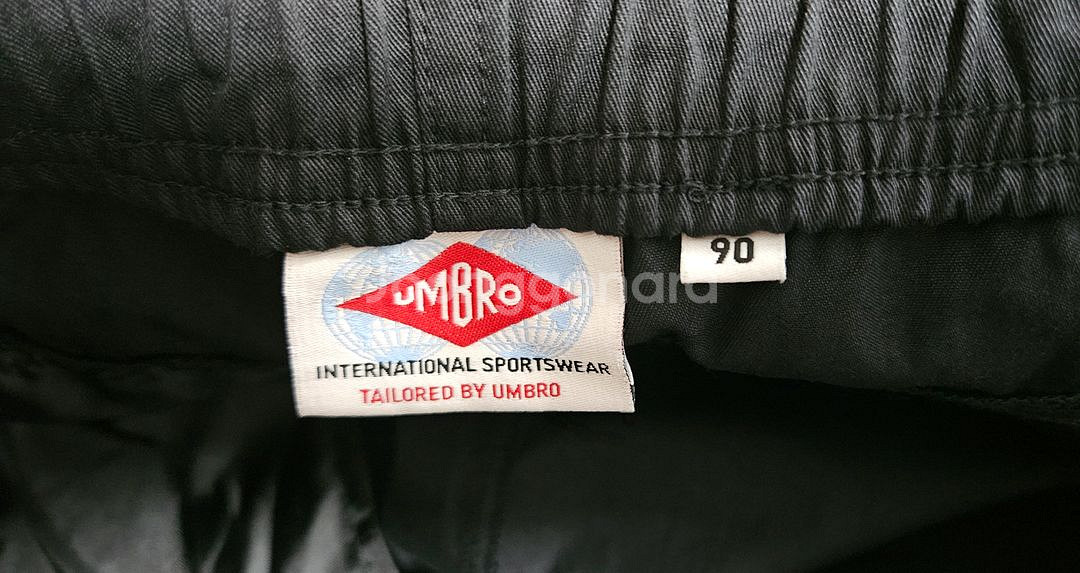 UMBRO
INTERNATIONAL SPORTSWEAR
TAILORED BY UMBRO
90